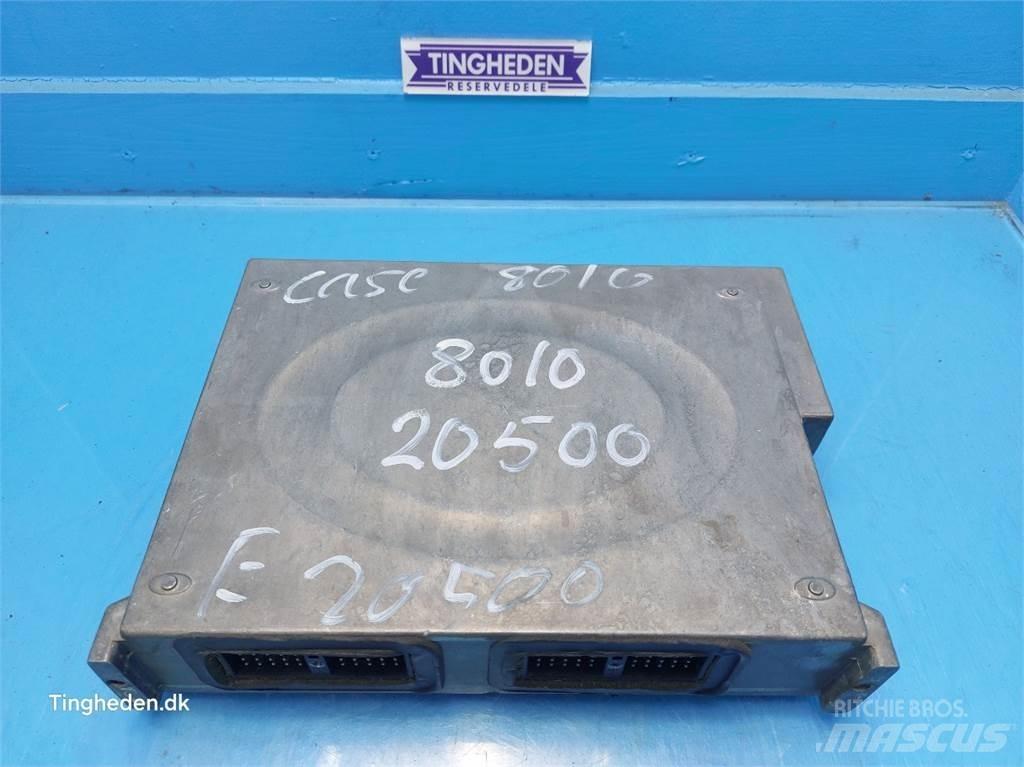 TINGHEDEN
RESERVEDELE
CASE 8010
8010
20500
E 20500
Tingheden.dk
RITCHIE BROS.
MASCUS